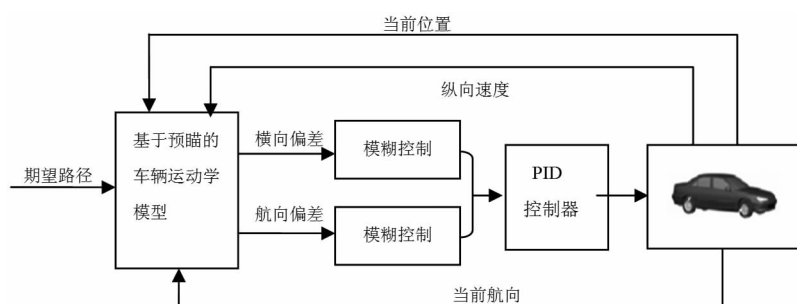 当前位置
纵向速度
基于预瞄的
车辆运动学
模型
期望路径
横向偏差
航向偏差
模糊控制
模糊控制
PID
控制器
当前航向